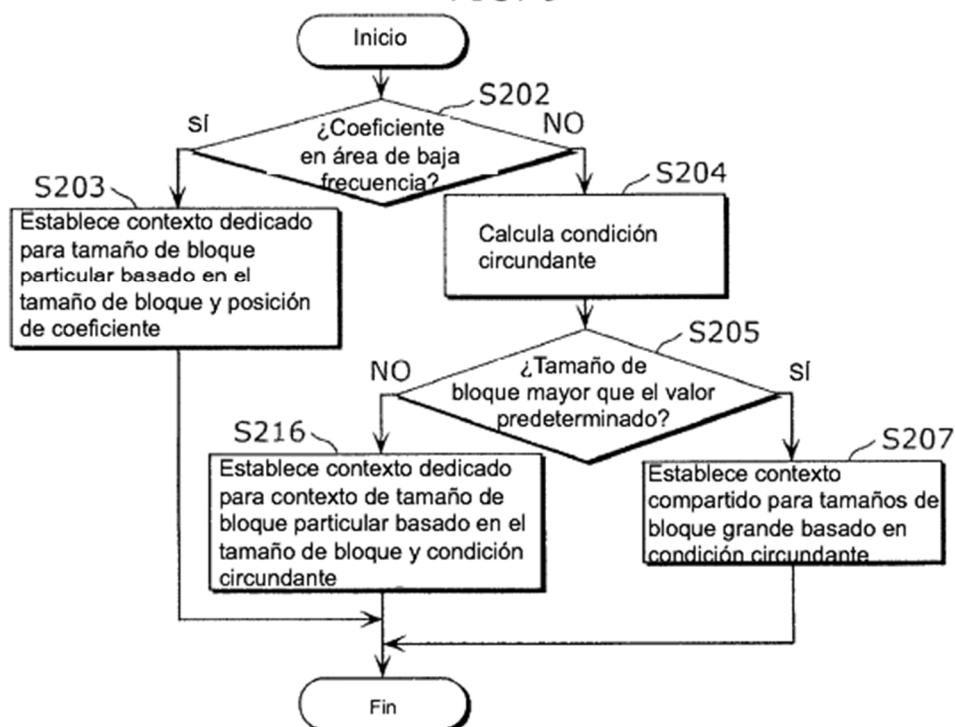 Inicio
S202
SÍ
NO
¿Coeficiente
en área de baja
frecuencia?
S203
S204
Establece contexto dedicado
para tamaño de bloque
particular basado en el
tamaño de bloque y posición
de coeficiente
Calcula condición
circundante
S205
NO
SÍ
¿Tamaño de
bloque mayor que el valor
predeterminado?
S216
S207
Establece contexto dedicado
para contexto de tamaño de
bloque particular basado en el
tamaño de bloque y condición
circundante
Establece contexto
compartido para tamaños de
bloque grande basado en
condición circundante
Fin